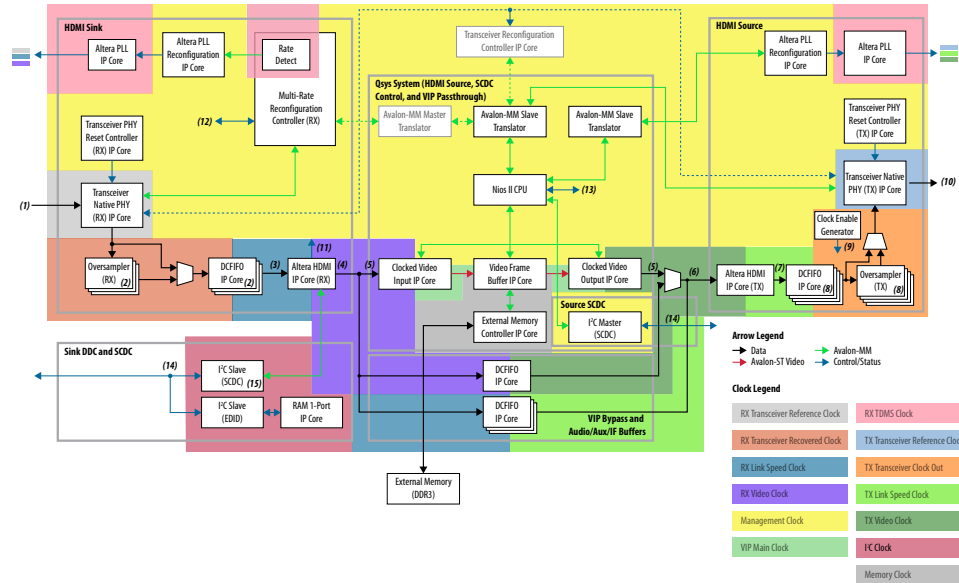 HDMI Sink
Altera PLL
IP Core
Altera PLL
Reconfiguration
IP Core
Rate
Detect
Multi-Rate
Reconfiguration
Controller (RX)
(12)
Transceiver PHY
Reset Controller
(RX) IP Core
(1)
Transceiver
Native PHY
(RX) IP Core
Oversampler
(RX)
(2)
DCFIFO
IP Core
(2)
(3)
(11)
Altera HDMI
IP Core (RX)
(4)
Transceiver Reconfiguration
Controller IP Core
Qsys System (HDMI Source, SCDC
Control, and VIP Passthrough)
Avalon-MM Master
Translator
Avalon-MM Slave
Translator
Avalon-MM Slave
Translator
Nios II CPU
(13)
(5)
Clocked Video
Input IP Core
Video Frame
Buffer IP Core
Clocked Video
Output IP Core
(5)
(6)
External Memory
Controller IP Core
Source SCDC
I²C Master
(SCDC)
(14)
HDMI Source
Altera PLL
Reconfiguration
IP Core
Altera PLL
IP Core
Transceiver PHY
Reset Controller
(TX) IP Core
Transceiver Native
PHY (TX) IP Core
(10)
Clock Enable
Generator
(9)
Altera HDMI
IP Core (TX)
(7)
DCFIFO
IP Core
(8)
Oversampler
(TX)
(8)
Sink DDC and SCDC
(14)
I²C Slave
(SCDC)
(15)
I²C Slave
(EDID)
RAM 1-Port
IP Core
DCFIFO
IP Core
DCFIFO
IP Core
VIP Bypass and
Audio/Aux/IF Buffers
External Memory
(DDR3)
Arrow Legend
Data
Avalon-MM
Avalon-ST Video
Control/Status
Clock Legend
RX Transceiver Reference Clock
RX TDMS Clock
RX Transceiver Recovered Clock
TX Transceiver Reference Clock
RX Link Speed Clock
TX Transceiver Clock Out
RX Video Clock
TX Link Speed Clock
Management Clock
TX Video Clock
VIP Main Clock
I²C Clock
Memory Clock